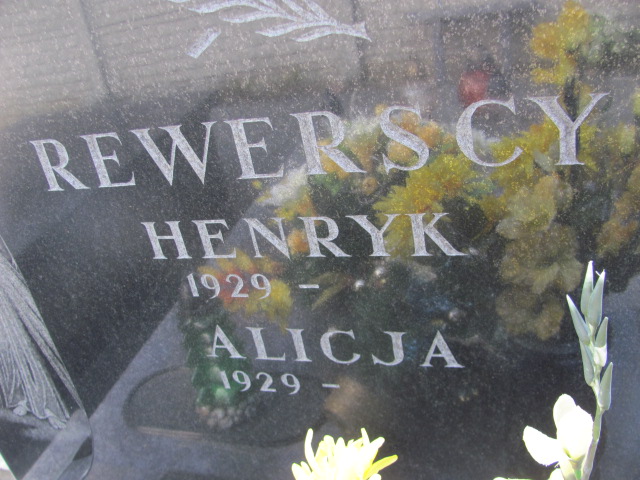 REWERSCY
HENRYK
1929 -
ALICJA
1929 -